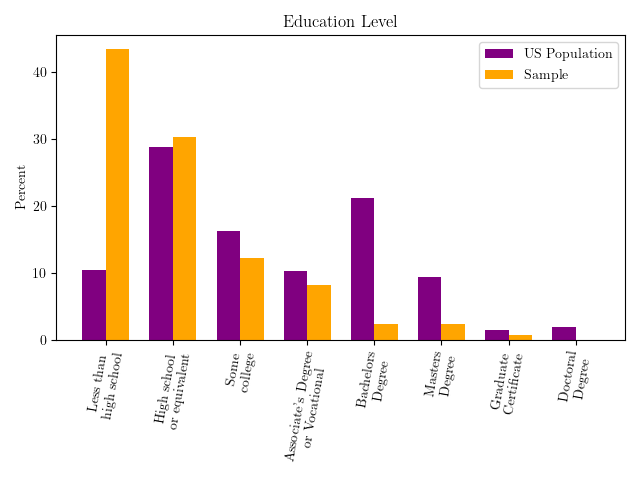 Education Level
US Population
Sample
Percent
40
30
20
10
0
Less than
high school
High school
or equivalent
Some
college
Associate's Degree
or Vocational
Bachelors
Degree
Masters
Degree
Graduate
Certificate
Doctoral
Degree